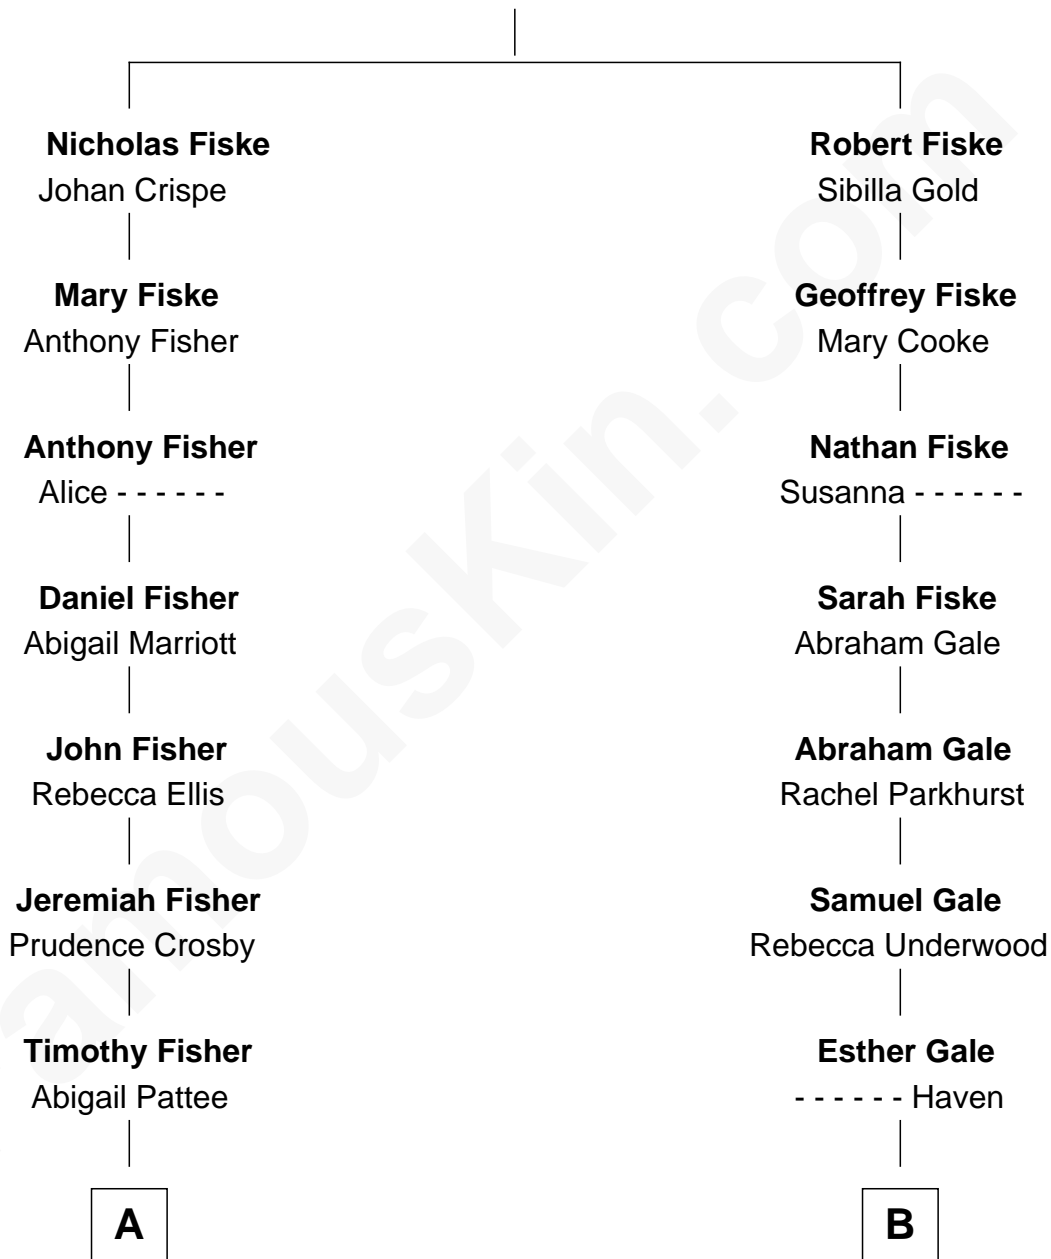 Nicholas Fiske
Johan Crispe
Mary Fiske
Anthony Fisher
Anthony Fisher
Alice - - - - - -
Daniel Fisher
Abigail Marriott
John Fisher
Rebecca Ellis
Jeremiah Fisher
Prudence Crosby
Timothy Fisher
Abigail Pattee
A
Robert Fiske
Sibilla Gold
Geoffrey Fiske
Mary Cooke
Nathan Fiske
Susanna - - - - - -
Sarah Fiske
Abraham Gale
Abraham Gale
Rachel Parkhurst
Samuel Gale
Rebecca Underwood
Esther Gale
- - - - - - Haven
B
amousKin.com